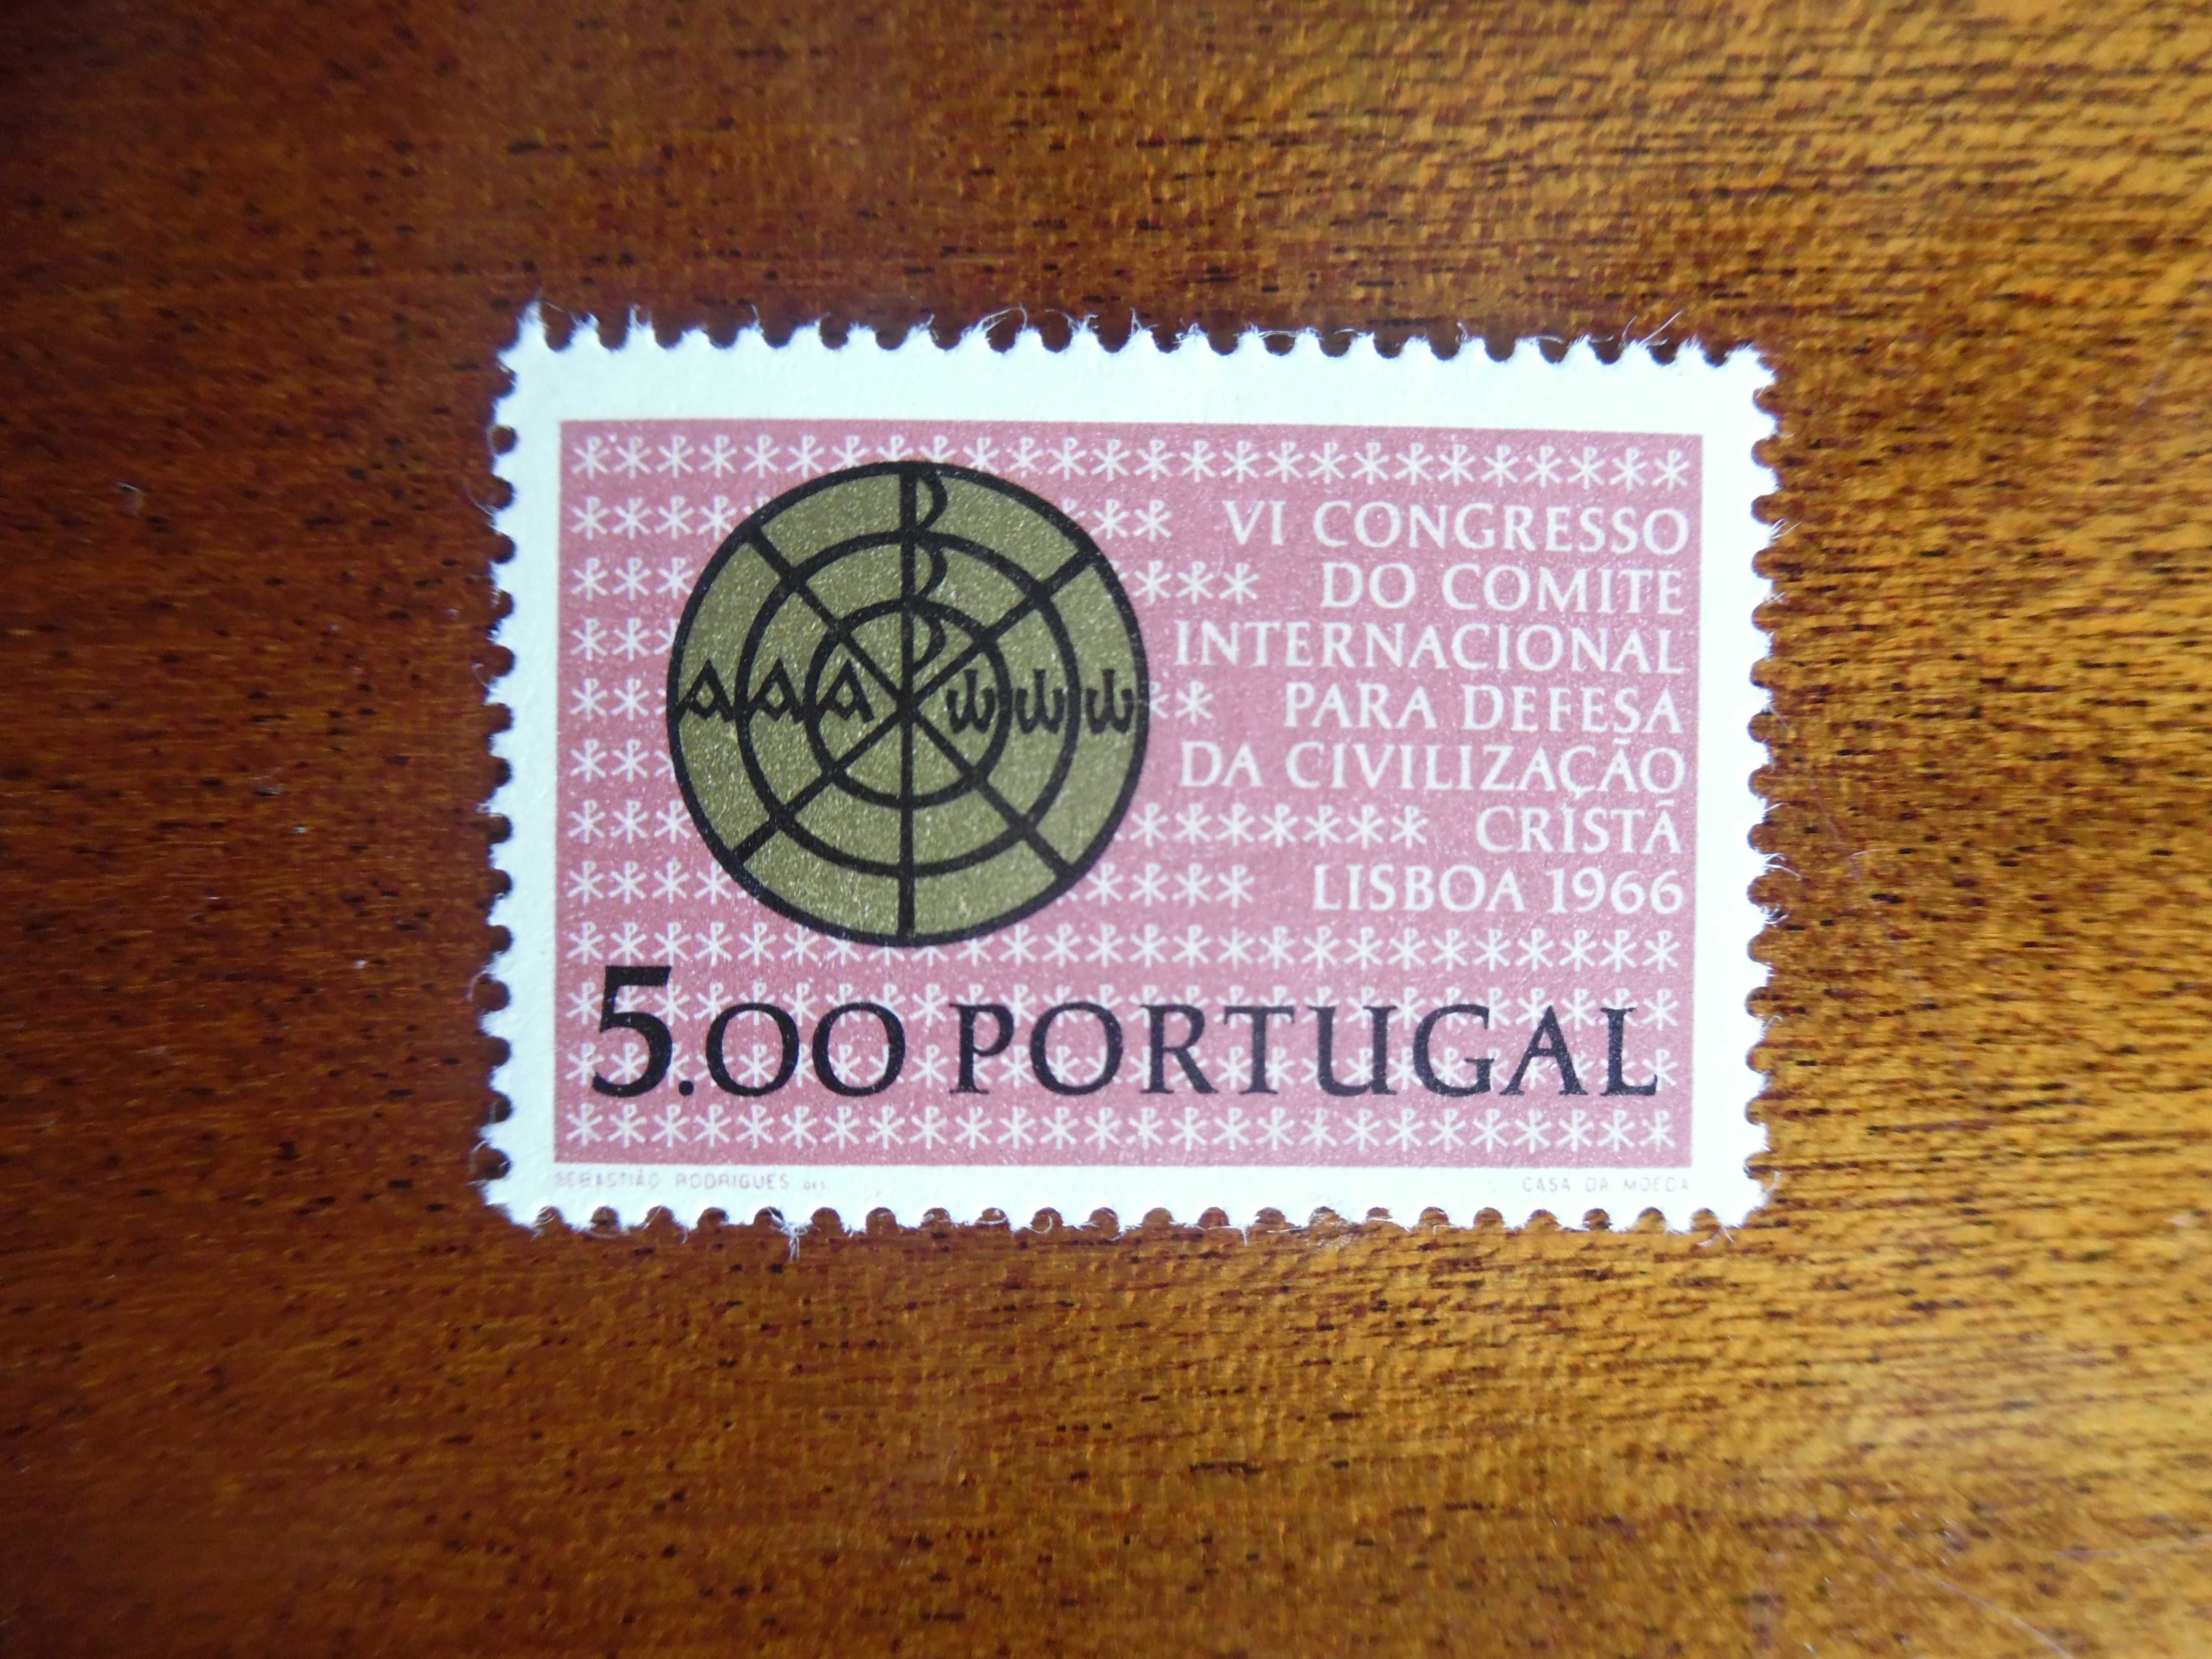 A A A ω ω ω
VI CONGRESSO
DO COMITE
INTERNACIONAL
PARA DEFESA
DA CIVILIZAÇÃO
CRISTÃ
LISBOA 1966
5.00 PORTUGAL
SEBASTIÃO RODRIGUES DEL.
CASA DA MOEDA